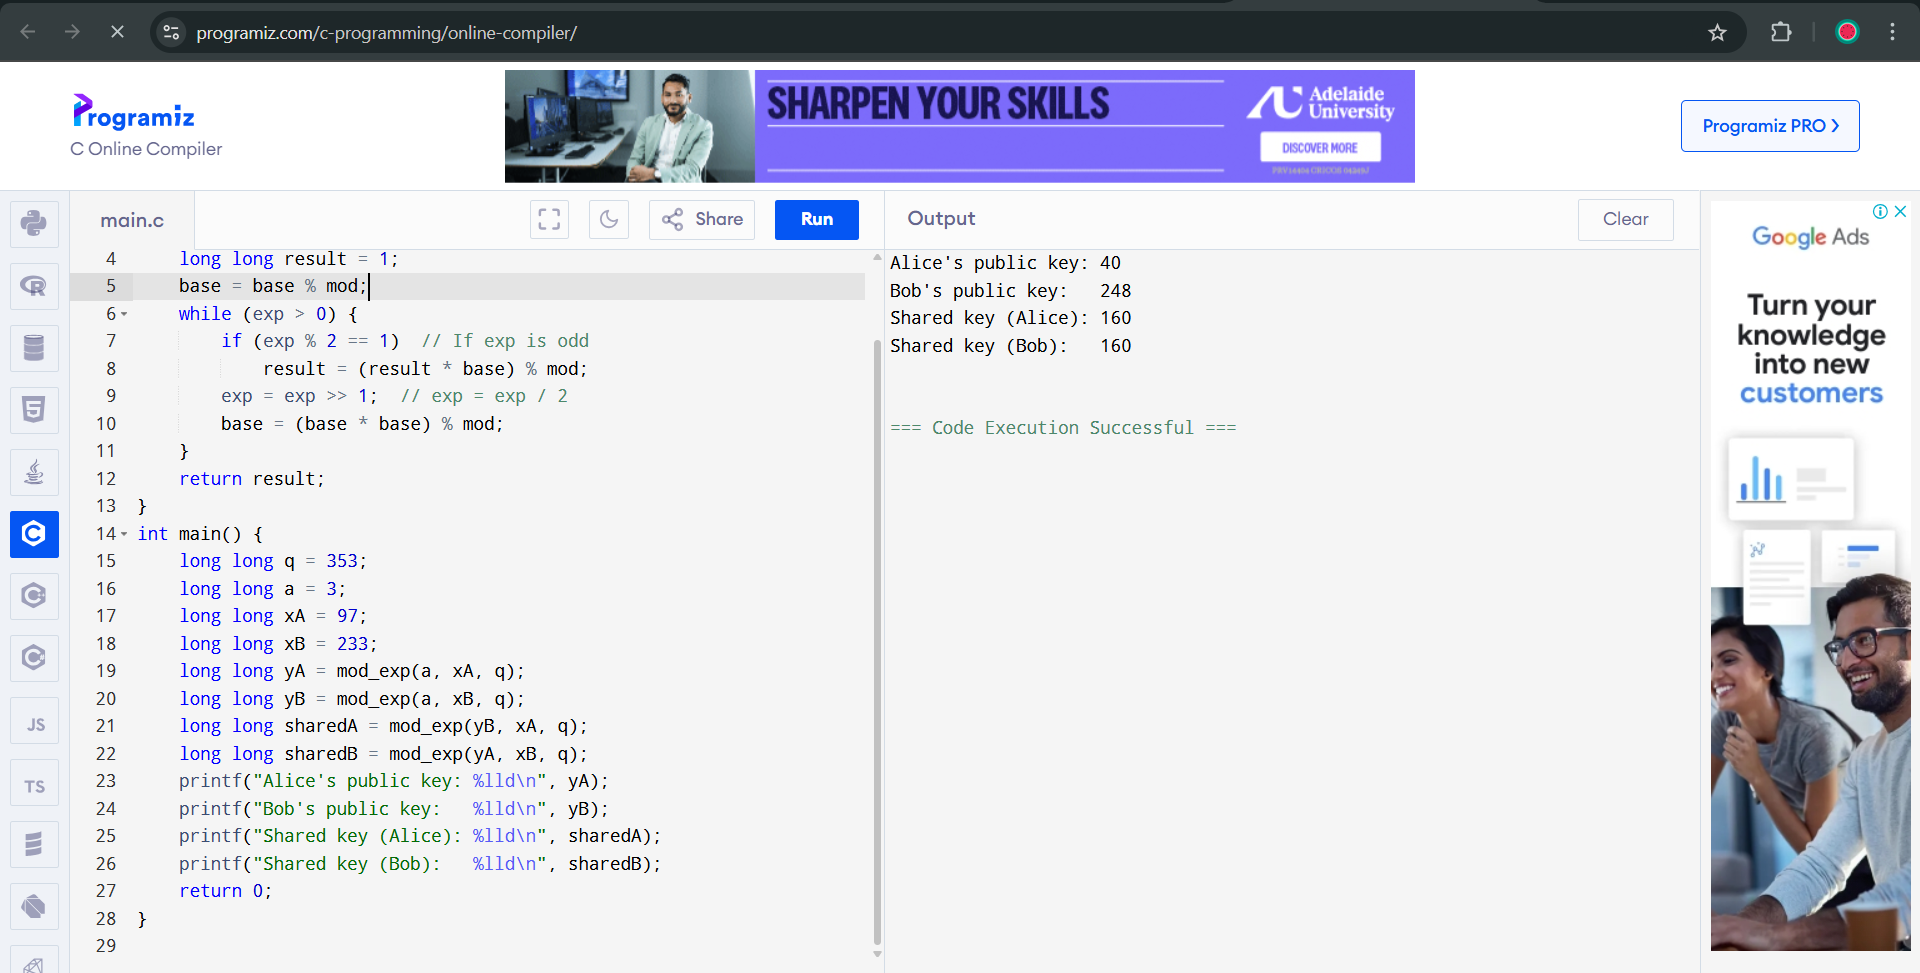 programiz.com/c-programming/online-compiler/
Programiz
C Online Compiler
SHARPEN YOUR SKILLS
Adelaide
University
DISCOVER MORE
Programiz PRO ❯
main.c
Share
Run
Output
Clear
4 long long result = 1;
5 base = base % mod;
6 while (exp > 0) {
7 if (exp % 2 == 1)  // If exp is odd
8 result = (result * base) % mod;
9 exp = exp >> 1;  // exp = exp / 2
10 base = (base * base) % mod;
11 }
12 return result;
13 }
14 int main() {
15 long long q = 353;
16 long long a = 3;
17 long long xA = 97;
18 long long xB = 233;
19 long long yA = mod_exp(a, xA, q);
20 long long yB = mod_exp(a, xB, q);
21 long long sharedA = mod_exp(yB, xA, q);
22 long long sharedB = mod_exp(yA, xB, q);
23 printf("Alice's public key: %lld\n", yA);
24 printf("Bob's public key:   %lld\n", yB);
25 printf("Shared key (Alice): %lld\n", sharedA);
26 printf("Shared key (Bob):   %lld\n", sharedB);
27 return 0;
28 }
29
Alice's public key: 40
Bob's public key:   248
Shared key (Alice): 160
Shared key (Bob):   160
=== Code Execution Successful ===
JS
TS
Google Ads
Turn your
knowledge
into new
customers